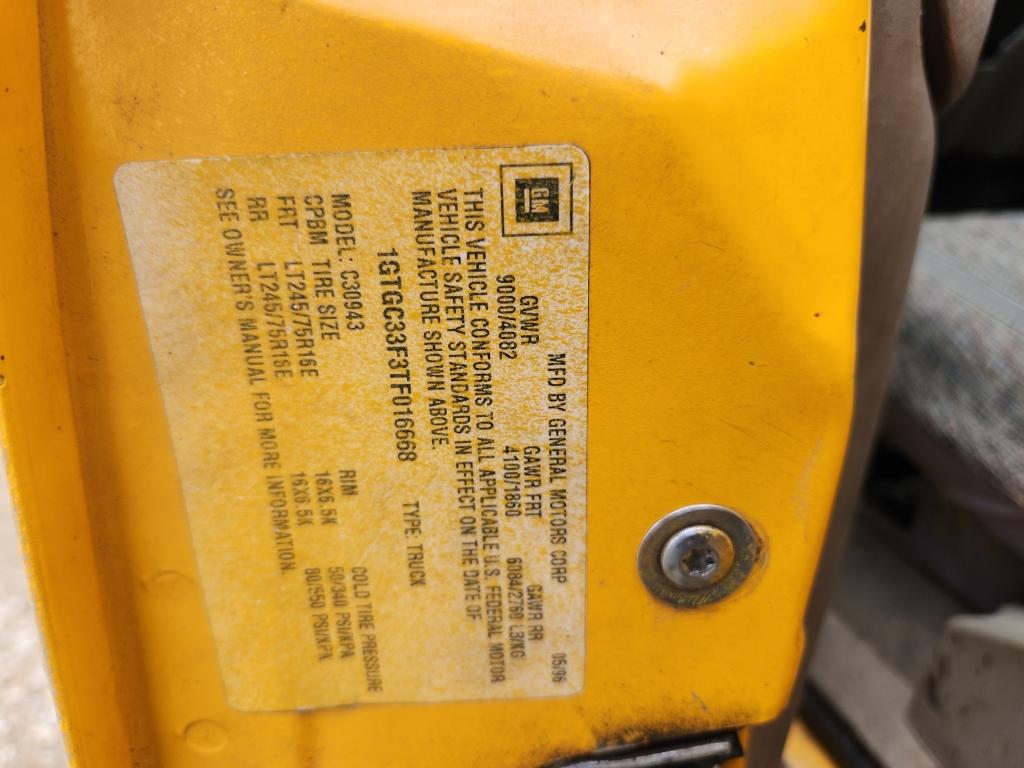 GM
MFD BY GENERAL MOTORS CORP 05/96
GVWR GAWR FRT GAWR RR
9000/4082 4100/1860 6084/2760 LB/KG
THIS VEHICLE CONFORMS TO ALL APPLICABLE U.S. FEDERAL MOTOR
VEHICLE SAFETY STANDARDS IN EFFECT ON THE DATE OF
MANUFACTURE SHOWN ABOVE.
1GTGC33F3TF016668 TYPE: TRUCK
MODEL: C30943
CPBM TIRE SIZE RIM COLD TIRE PRESSURE
FRT LT245/75R16E 16X6.5K 50/340 PSI/KPA
RR LT245/75R16E 16X6.5K 80/550 PSI/KPA
SEE OWNER'S MANUAL FOR MORE INFORMATION.